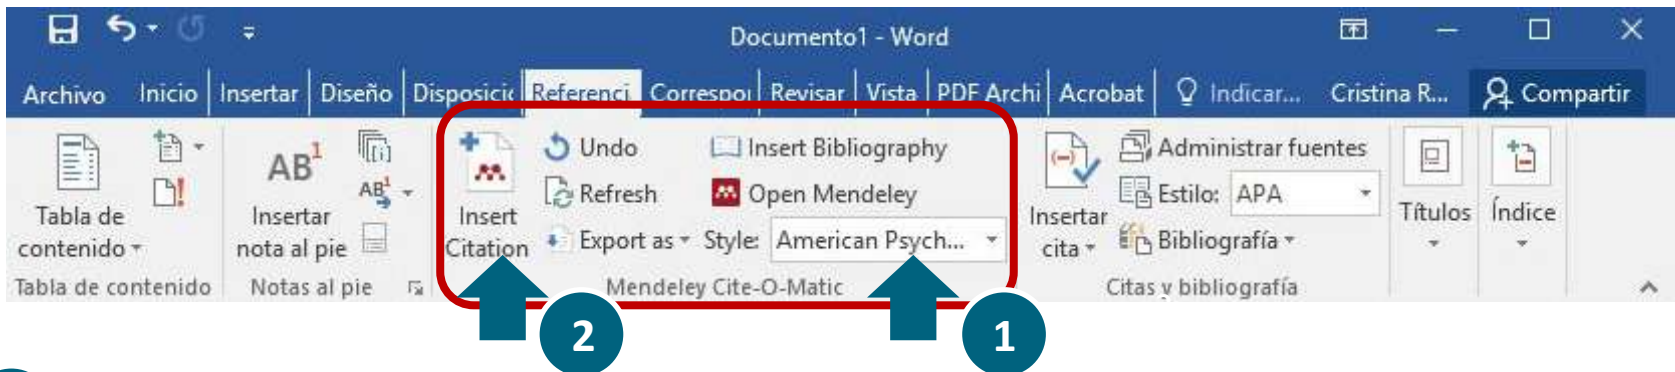 Documento1 - Word
Archivo Inicio Insertar Diseño Disposicic Referenci Correspoi Revisar Vista PDF Archi Acrobat Indicar... Cristina R... Compartir
Tabla de
contenido
Tabla de contenido
AB1
Insertar
nota al pie
AB1
Notas al pie
Insert
Citation
Undo
Refresh
Export as
Insert Bibliography
Open Mendeley
Style: American Psych...
Mendeley Cite-O-Matic
Insertar
cita
Administrar fuentes
Estilo: APA
Bibliografía
Citas y bibliografía
Títulos
Índice
2
1